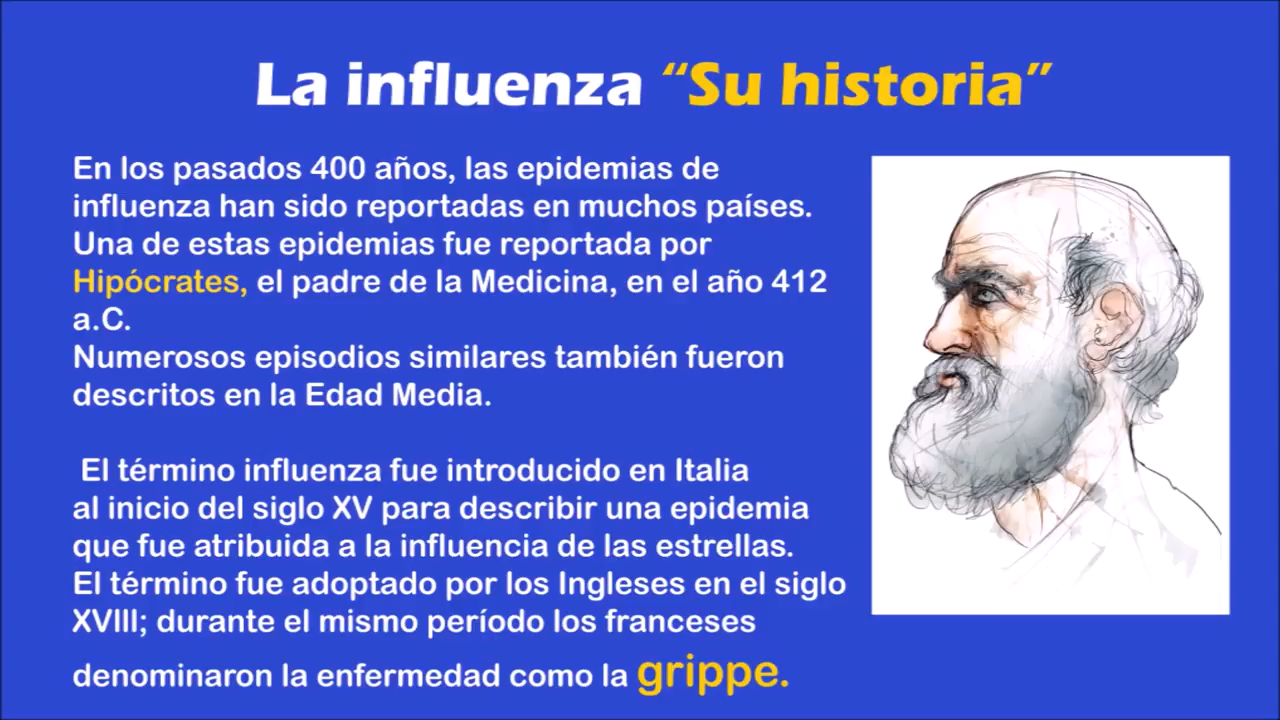 La influenza “Su historia”
En los pasados 400 años, las epidemias de
influenza han sido reportadas en muchos países.
Una de estas epidemias fue reportada por
Hipócrates, el padre de la Medicina, en el año 412
a.C.
Numerosos episodios similares también fueron
descritos en la Edad Media.
El término influenza fue introducido en Italia
al inicio del siglo XV para describir una epidemia
que fue atribuida a la influencia de las estrellas.
El término fue adoptado por los Ingleses en el siglo
XVIII; durante el mismo período los franceses
denominaron la enfermedad como la grippe.